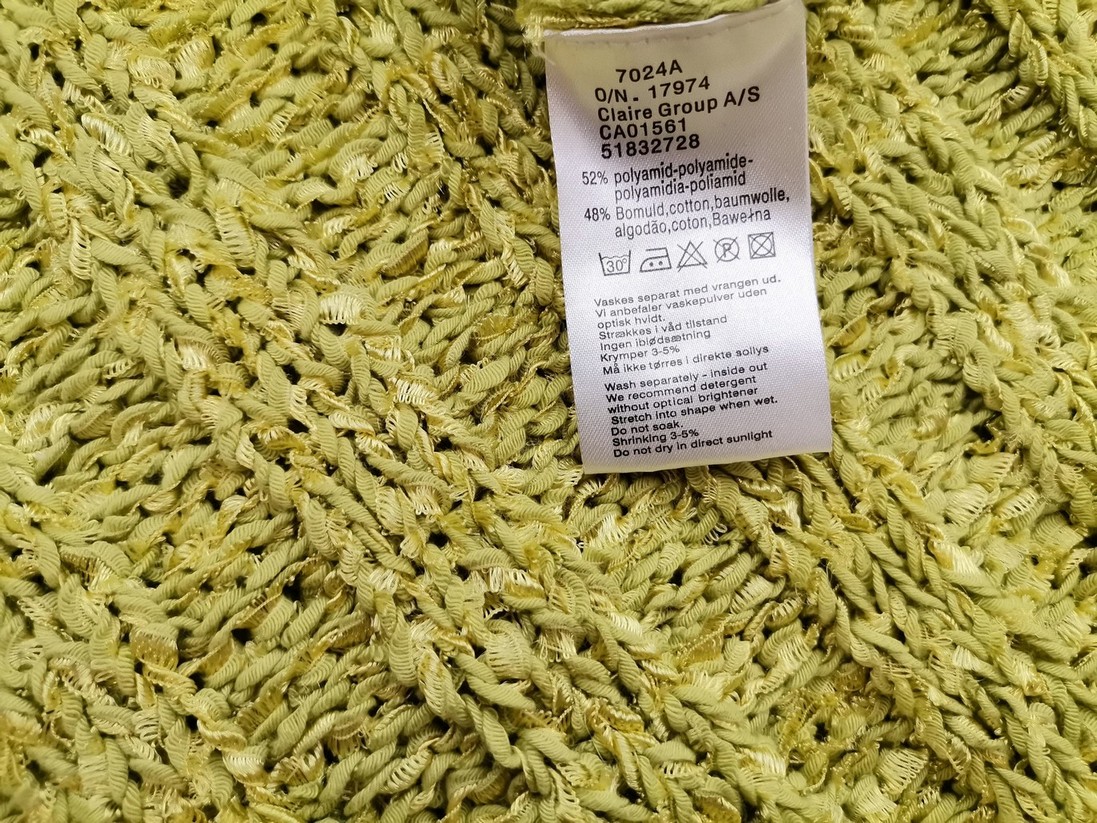 7024A
O/N. 17974
Claire Group A/S
CA01561
51832728
52% polyamid-polyamide-
polyamidia-poliamid
48% Bomuld,cotton,baumwolle,
algodão,coton,Bawełna
30°
Vaskes separat med vrangen ud.
Vi anbefaler vaskepulver uden
optisk hvidt.
Strækkes i våd tilstand
Ingen iblødsætning
Krymper 3-5%
Må ikke tørres i direkte sollys
Wash separately - inside out
We recommend detergent
without optical brightener
Stretch into shape when wet.
Do not soak.
Shrinking 3-5%
Do not dry in direct sunlight